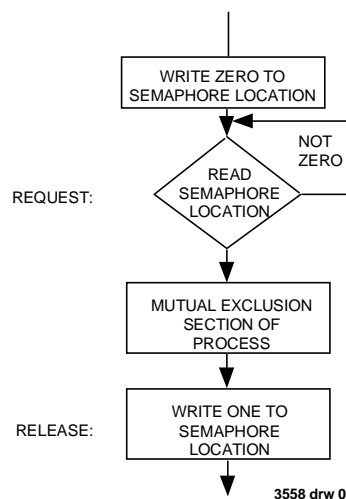 WRITE ZERO TO
SEMAPHORE LOCATION
NOT
ZERO
READ
SEMAPHORE
LOCATION
REQUEST:
MUTUAL EXCLUSION
SECTION OF
PROCESS
WRITE ONE TO
SEMAPHORE
LOCATION
RELEASE:
3558 drw 0